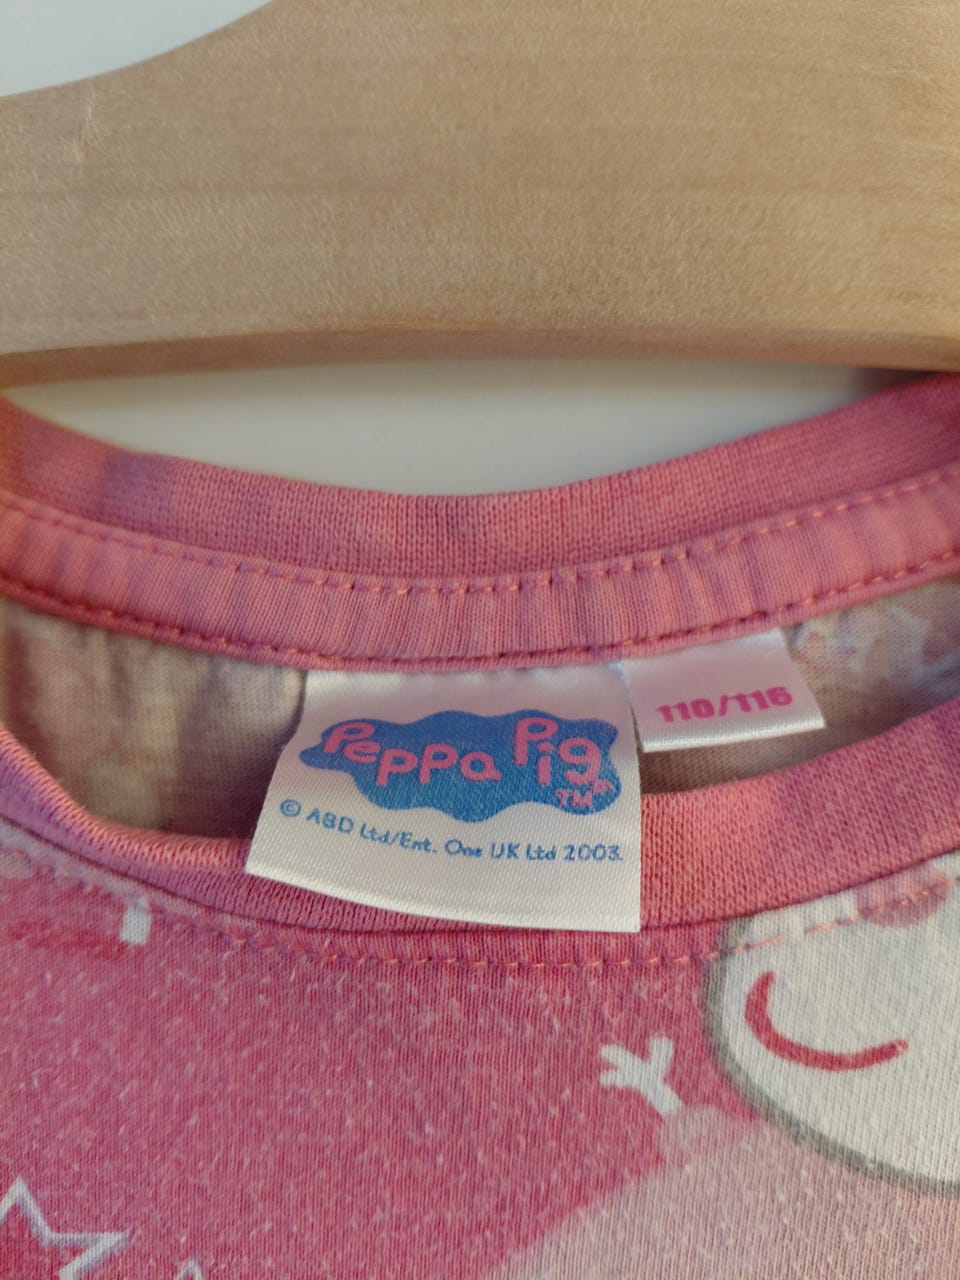 Peppa Pig
TM
© ABD Ltd/Ent. One UK Ltd 2003.
110/116